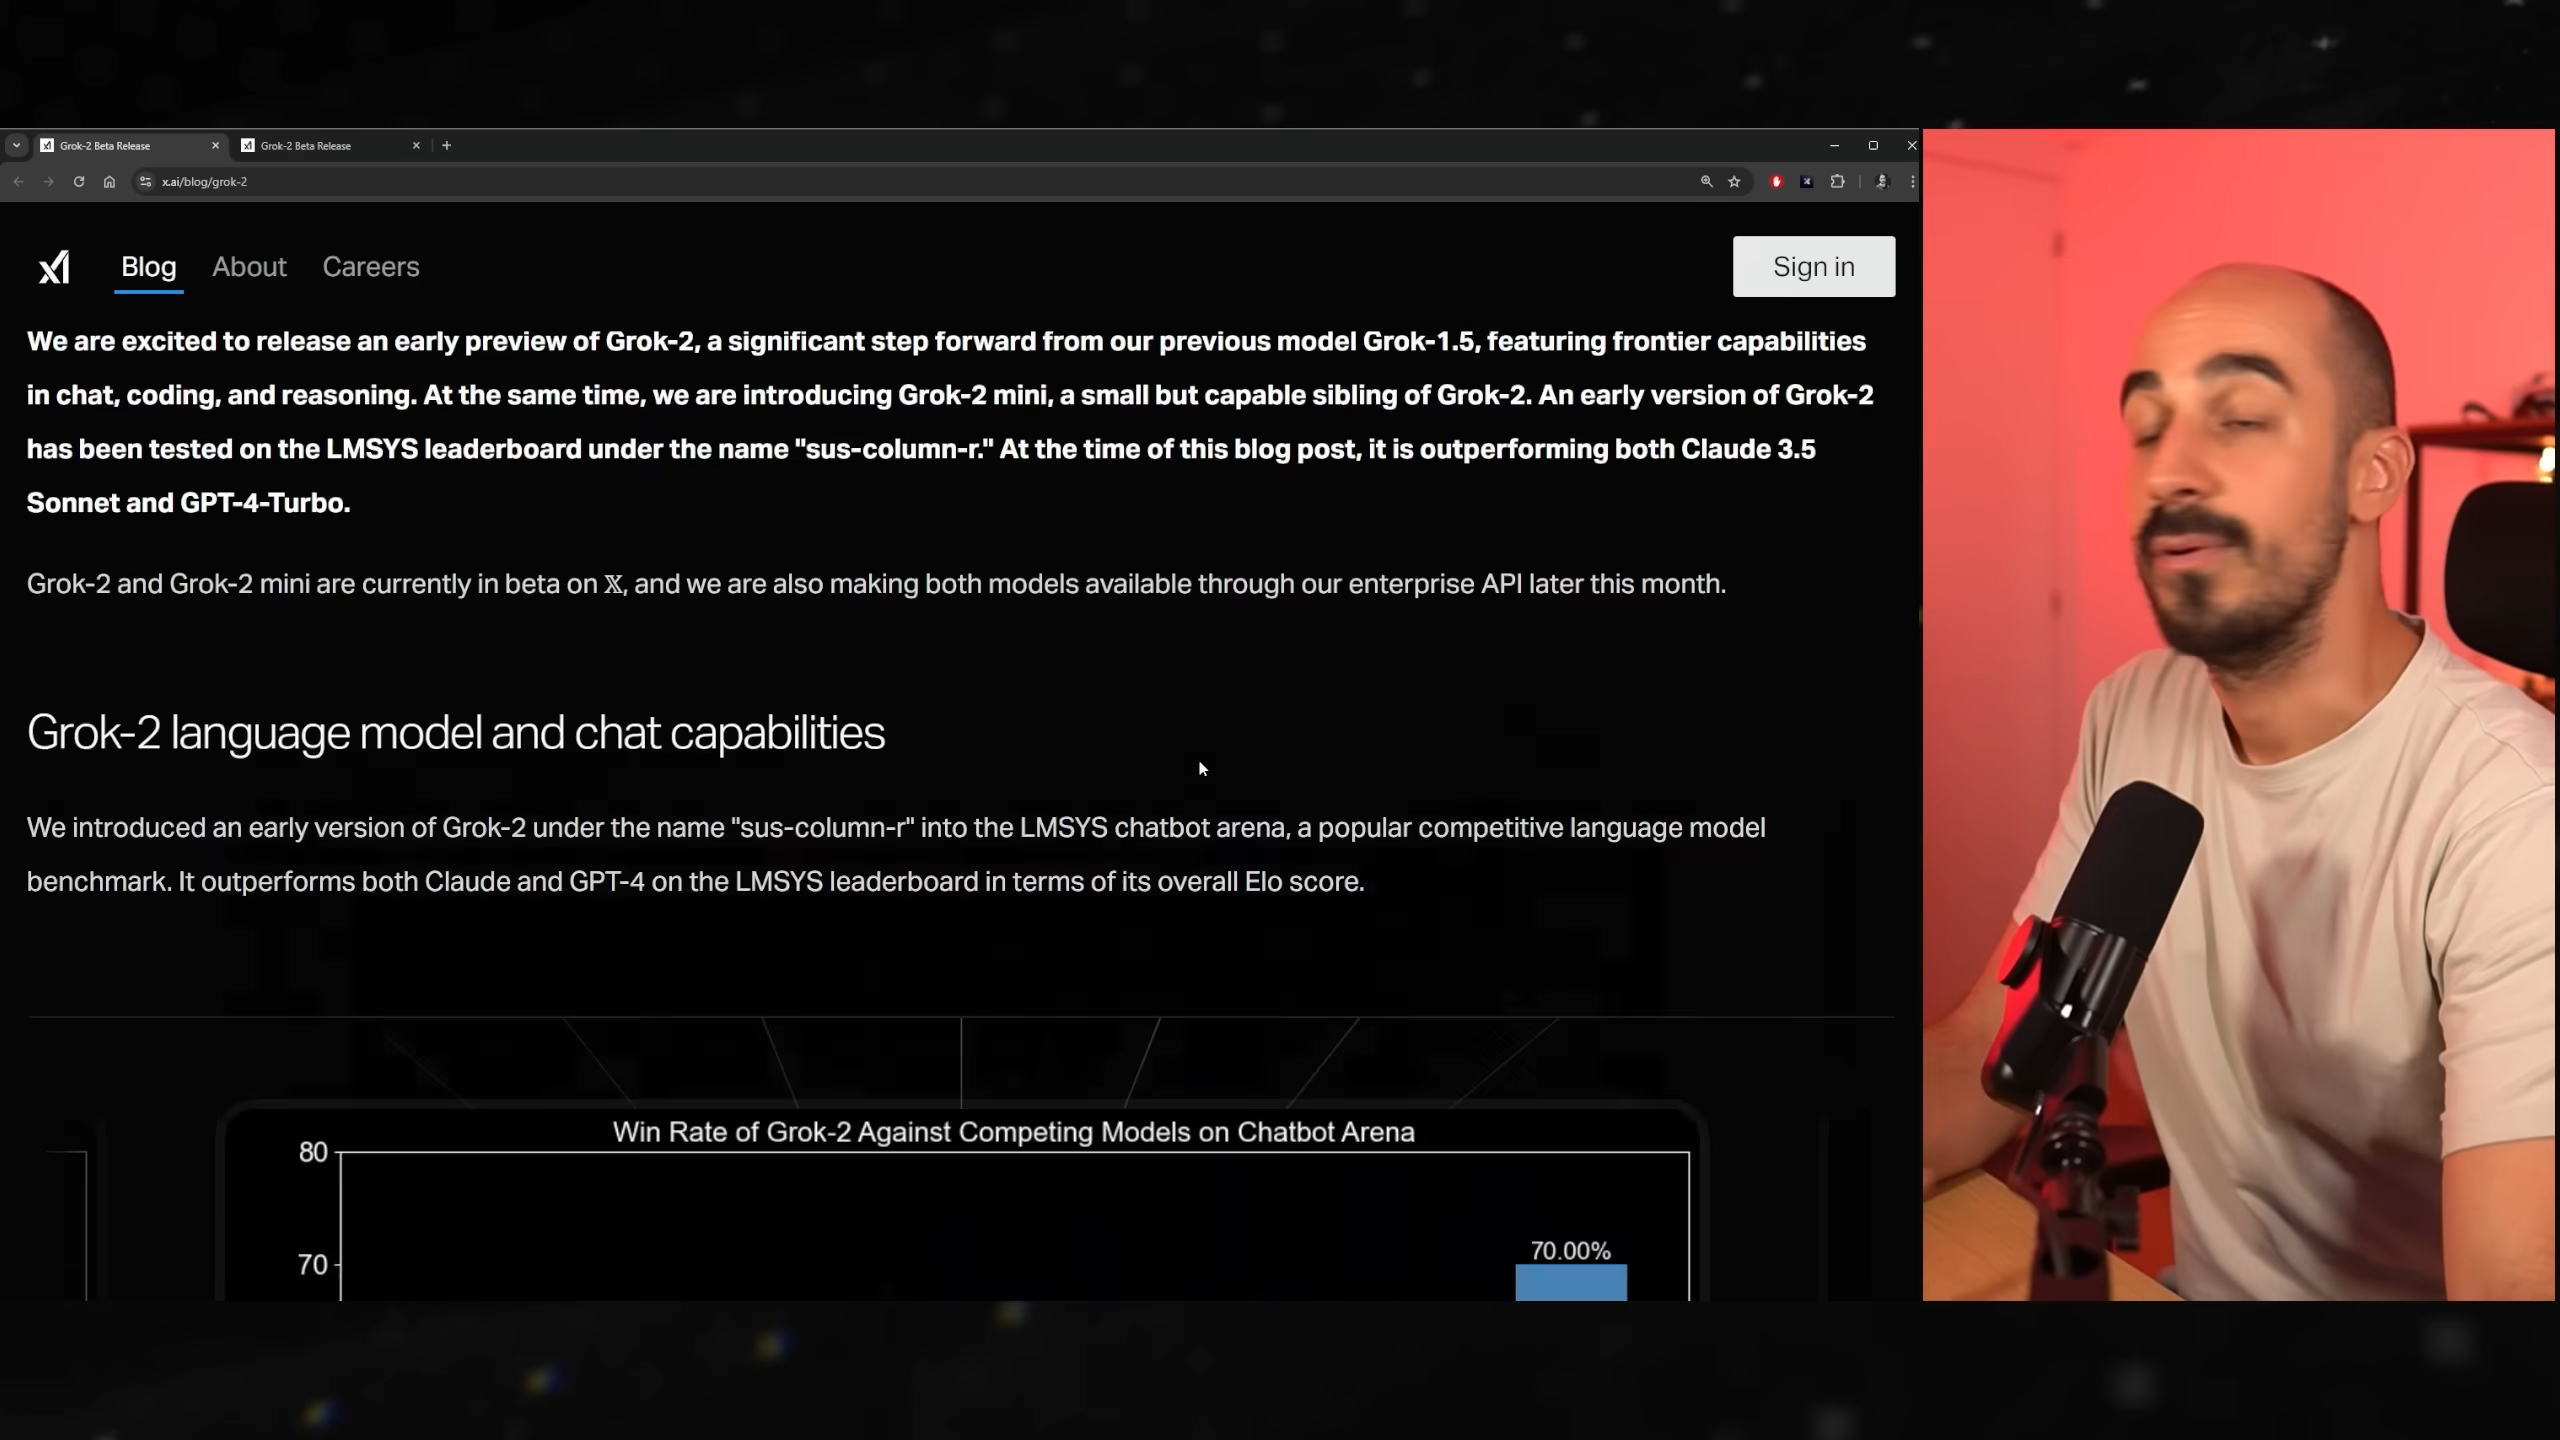 Grok-2 Beta Release
Grok-2 Beta Release
x.ai/blog/grok-2
Blog About Careers
Sign in
We are excited to release an early preview of Grok-2, a significant step forward from our previous model Grok-1.5, featuring frontier capabilities
in chat, coding, and reasoning. At the same time, we are introducing Grok-2 mini, a small but capable sibling of Grok-2. An early version of Grok-2
has been tested on the LMSYS leaderboard under the name "sus-column-r." At the time of this blog post, it is outperforming both Claude 3.5
Sonnet and GPT-4-Turbo.
Grok-2 and Grok-2 mini are currently in beta on 𝕏, and we are also making both models available through our enterprise API later this month.
Grok-2 language model and chat capabilities
We introduced an early version of Grok-2 under the name "sus-column-r" into the LMSYS chatbot arena, a popular competitive language model
benchmark. It outperforms both Claude and GPT-4 on the LMSYS leaderboard in terms of its overall Elo score.
Win Rate of Grok-2 Against Competing Models on Chatbot Arena
80
70.00%
70